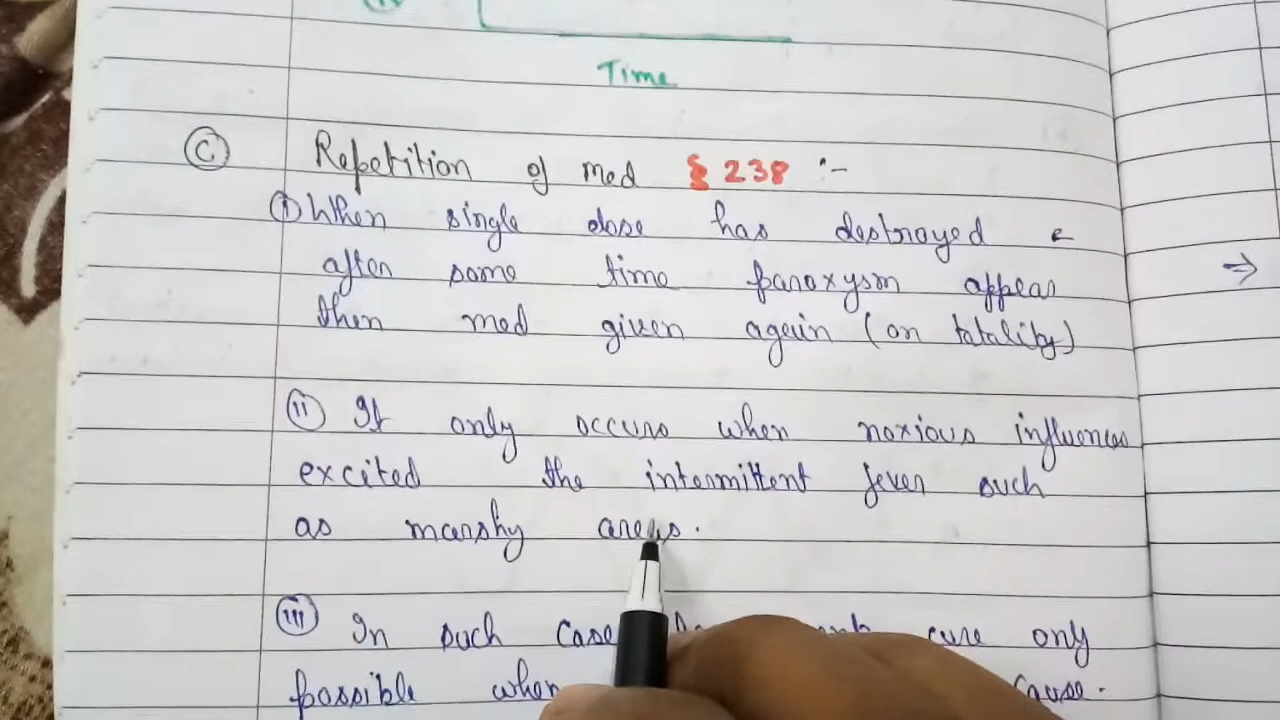 Time
C Repetition of med § 238 :-
i When single dose has destroyed &
after some time paroxysm appear
then med given again (on totality)
ii It only occurs when noxious influences
excited the intermittent fever such
as marshy areas.
iii In such case cure only
possible when cause.
⇒